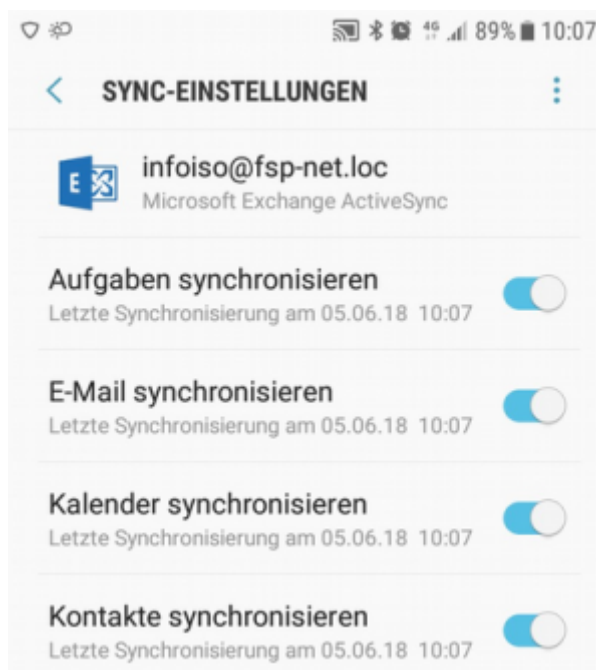 4G 89% 10:07
SYNC-EINSTELLUNGEN
infoiso@fsp-net.loc
Microsoft Exchange ActiveSync
Aufgaben synchronisieren
Letzte Synchronisierung am 05.06.18 10:07
E-Mail synchronisieren
Letzte Synchronisierung am 05.06.18 10:07
Kalender synchronisieren
Letzte Synchronisierung am 05.06.18 10:07
Kontakte synchronisieren
Letzte Synchronisierung am 05.06.18 10:07